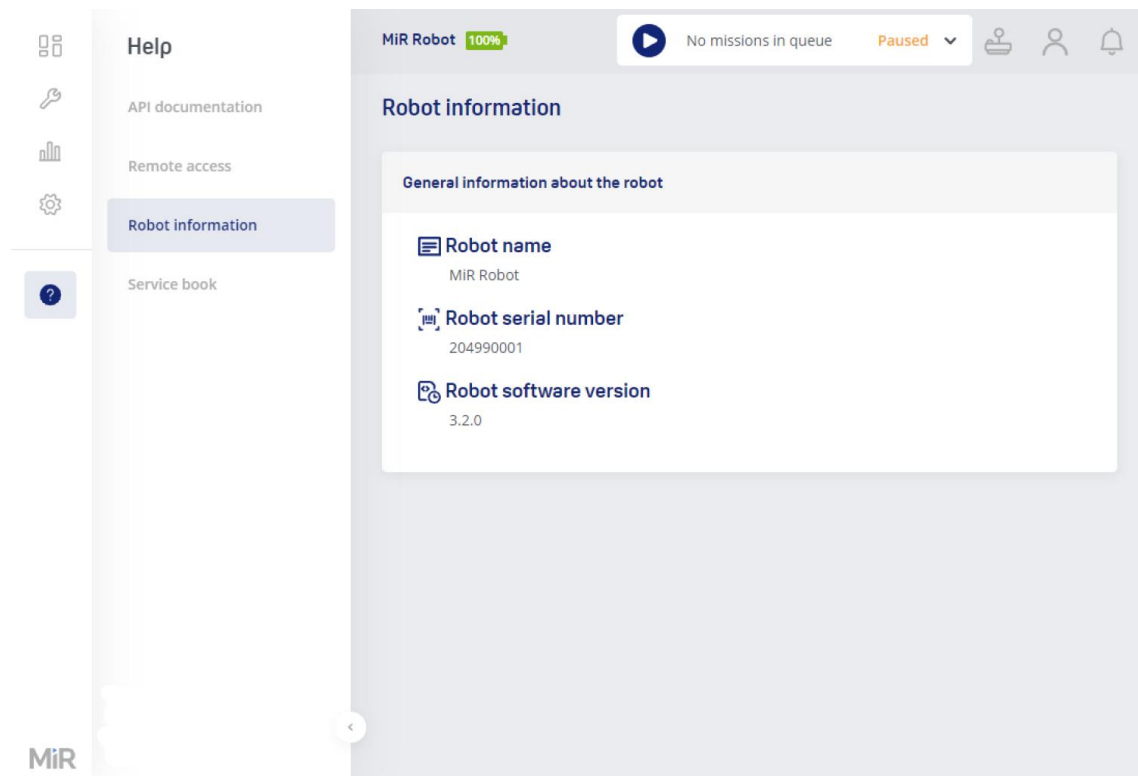 Help
API documentation
Remote access
Robot information
Service book
MiR
MiR Robot 100%
No missions in queue Paused
Robot information
General information about the robot
Robot name
MiR Robot
Robot serial number
204990001
Robot software version
3.2.0